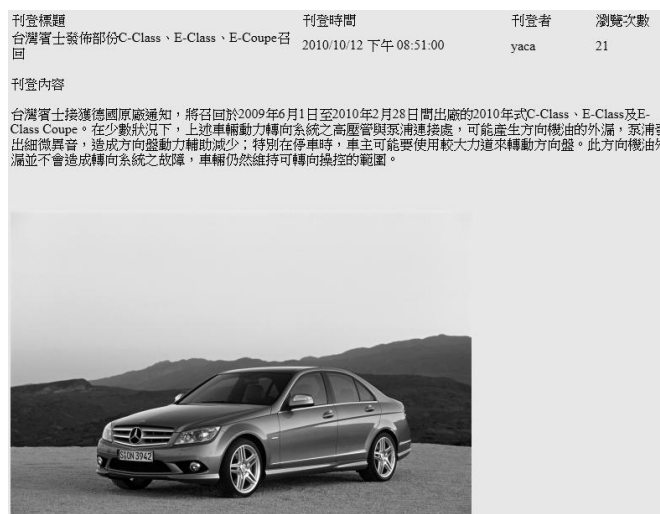 刊登標題 刊登時間 刊登者 瀏覽次數
台灣賓士發佈部份C-Class、E-Class、E-Coupe召
回
2010/10/12 下午 08:51:00 yaca 21
刊登內容
台灣賓士接獲德國原廠通知，將召回於2009年6月1日至2010年2月28日間出廠的2010年式C-Class、E-Class及E-
Class Coupe。在少數狀況下，上述車輛動力轉向系統之高壓管與泵浦連接處，可能產生方向機油的外漏，泵浦
出細微異音，造成方向盤動力輔助減少；特別在停車時，車主可能要使用較大力道來轉動方向盤。此方向機油
漏並不會造成轉向系統之故障，車輛仍然維持可轉向操控的範圍。
S:ON 3942